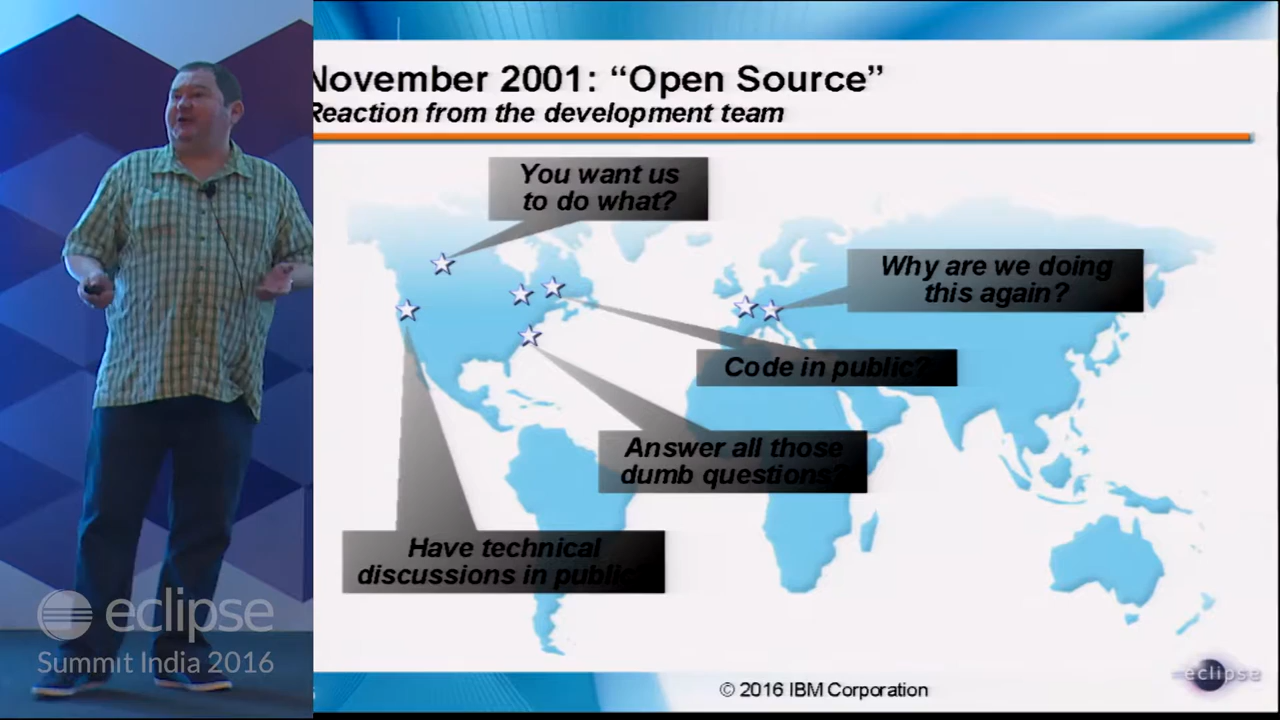 November 2001: “Open Source”
Reaction from the development team
You want us
to do what?
Why are we doing
this again?
Code in public?
Answer all those
dumb questions?
Have technical
discussions in public
eclipse
Summit India 2016
eclipse
© 2016 IBM Corporation